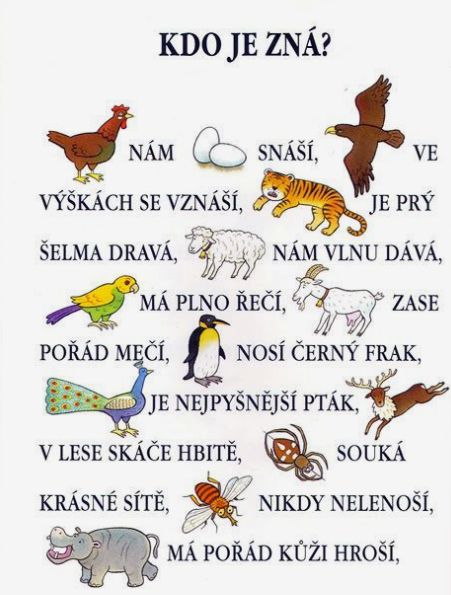 KDO JE ZNÁ?
NÁM SNÁŠÍ, VE
VÝŠKÁCH SE VZNÁŠÍ, JE PRÝ
ŠELMA DRAVÁ, NÁM VLNU DÁVÁ,
MÁ PLNO ŘEČÍ, ZASE
POŘÁD MEČÍ, NOSÍ ČERNÝ FRAK,
JE NEJPYŠNĚJŠÍ PTÁK,
V LESE SKÁČE HBITĚ, SOUKÁ
KRÁSNÉ SÍTĚ, NIKDY NELENOŠÍ,
MÁ POŘÁD KŮŽI HROŠÍ,